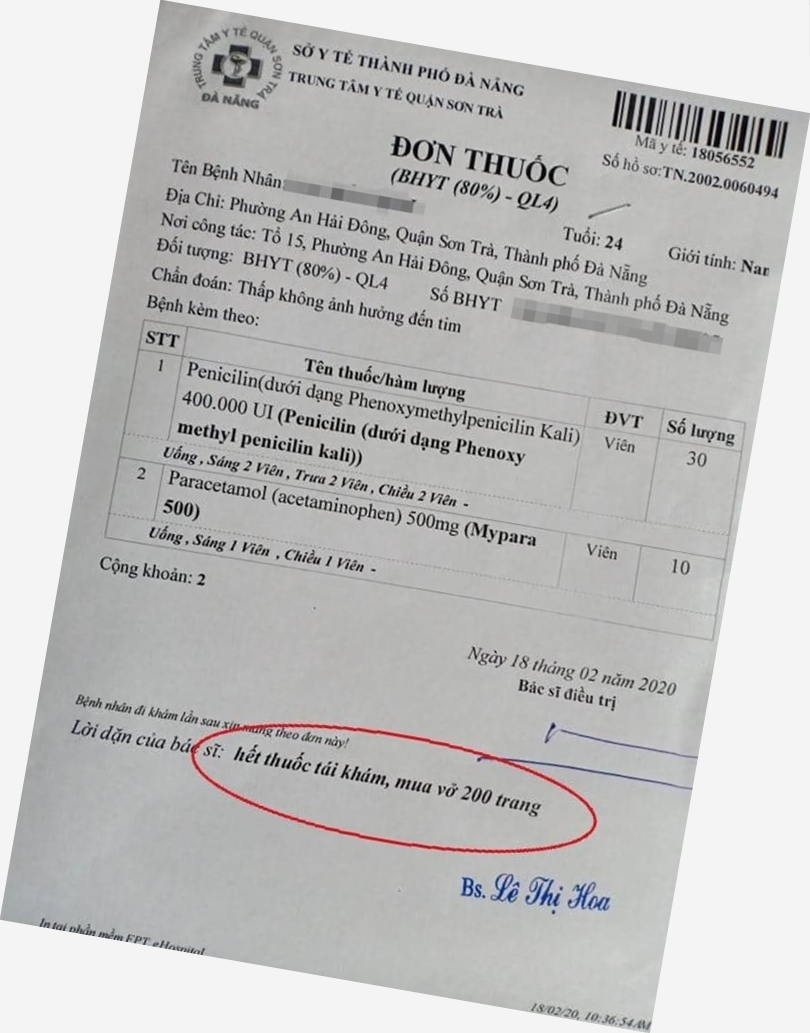 TRUNG TÂM Y TẾ QUẬN SƠN TRÀ
ĐÀ NẴNG
SỞ Y TẾ THÀNH PHỐ ĐÀ NẴNG
TRUNG TÂM Y TẾ QUẬN SƠN TRÀ
Mã y tế: 18056552
Số hồ sơ:TN.2002.0060494
ĐƠN THUỐC
(BHYT (80%) - QL4)
Tên Bệnh Nhân
Tuổi: 24 Giới tính: Nam
Địa Chỉ: Phường An Hải Đông, Quận Sơn Trà, Thành phố Đà Nẵng
Nơi công tác: Tổ 15, Phường An Hải Đông, Quận Sơn Trà, Thành phố Đà Nẵng
Đối tượng: BHYT (80%) - QL4 Số BHYT
Chẩn đoán: Thấp không ảnh hưởng đến tim
Bệnh kèm theo:
STT Tên thuốc/hàm lượng ĐVT Số lượng
1 Penicilin(dưới dạng Phenoxymethylpenicilin Kali) Viên 30
400.000 UI (Penicilin (dưới dạng Phenoxy
methyl penicilin kali))
Uống , Sáng 2 Viên , Trưa 2 Viên , Chiều 2 Viên -
2 Paracetamol (acetaminophen) 500mg (Mypara Viên 10
500)
Uống , Sáng 1 Viên , Chiều 1 Viên -
Cộng khoản: 2
Ngày 18 tháng 02 năm 2020
Bác sĩ điều trị
Bệnh nhân đi khám lần sau xin mang theo đơn này!
Lời dặn của bác sĩ: hết thuốc tái khám, mua vở 200 trang
Bs. Lê Thị Hoa
In tại phần mềm FPT.eHospital
18/02/20, 10:36:54AM